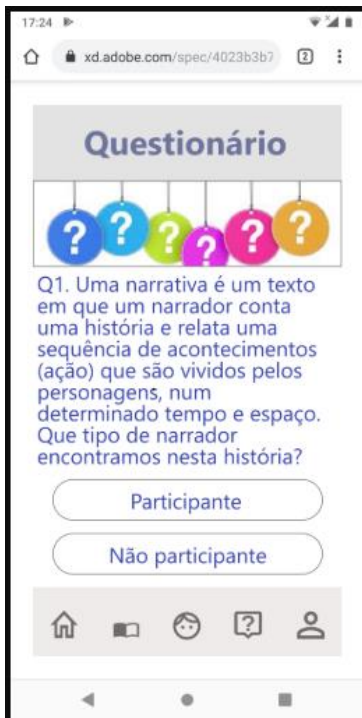 17:24
xd.adobe.com/spec/4023b3b7
2
Questionário
? ? ? ? ? ?
Q1. Uma narrativa é um texto
em que um narrador conta
uma história e relata uma
sequência de acontecimentos
(ação) que são vividos pelos
personagens, num
determinado tempo e espaço.
Que tipo de narrador
encontramos nesta história?
Participante
Não participante
?